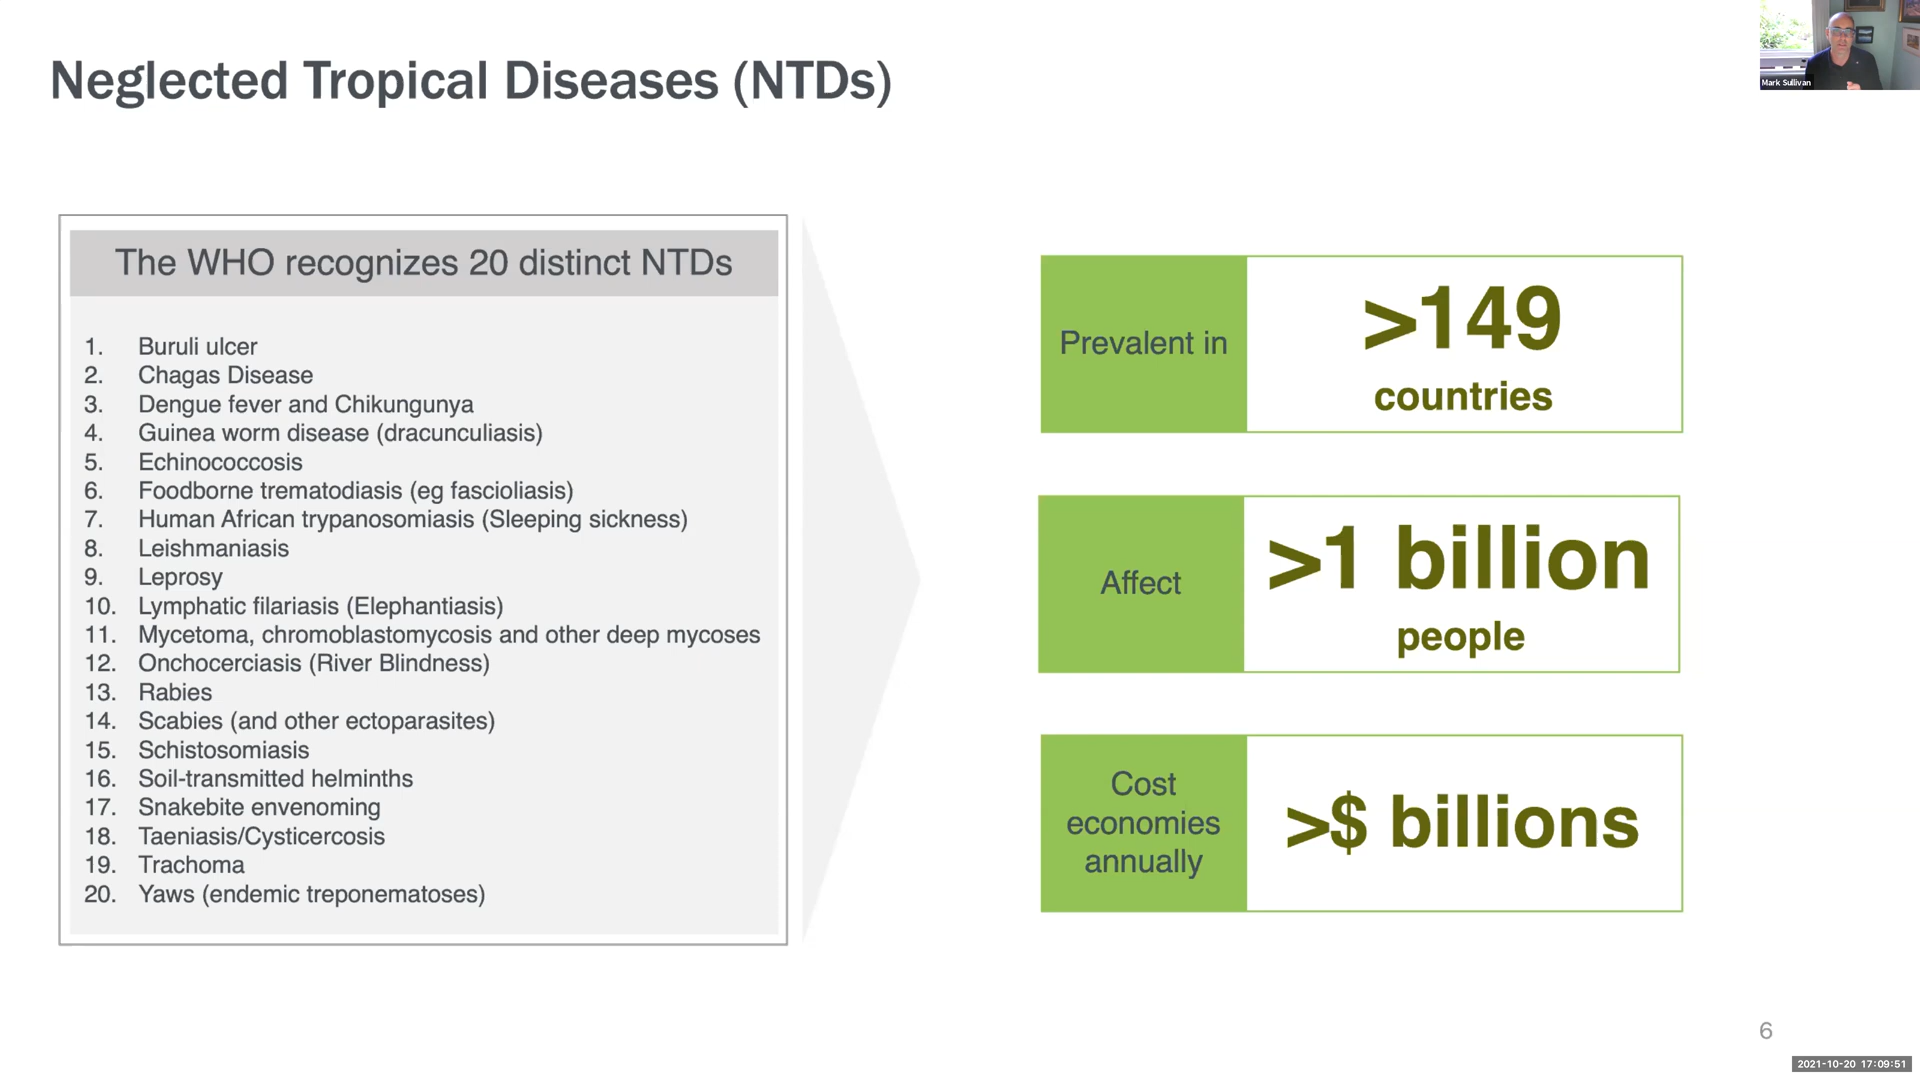 Neglected Tropical Diseases (NTDs)
Mark Sullivan
The WHO recognizes 20 distinct NTDs
1. Buruli ulcer
2. Chagas Disease
3. Dengue fever and Chikungunya
4. Guinea worm disease (dracunculiasis)
5. Echinococcosis
6. Foodborne trematodiasis (eg fascioliasis)
7. Human African trypanosomiasis (Sleeping sickness)
8. Leishmaniasis
9. Leprosy
10. Lymphatic filariasis (Elephantiasis)
11. Mycetoma, chromoblastomycosis and other deep mycoses
12. Onchocerciasis (River Blindness)
13. Rabies
14. Scabies (and other ectoparasites)
15. Schistosomiasis
16. Soil-transmitted helminths
17. Snakebite envenoming
18. Taeniasis/Cysticercosis
19. Trachoma
20. Yaws (endemic treponematoses)
Prevalent in
>149
countries
Affect
>1 billion
people
Cost
economies
annually
>$ billions
6
2021-10-20 17:09:51